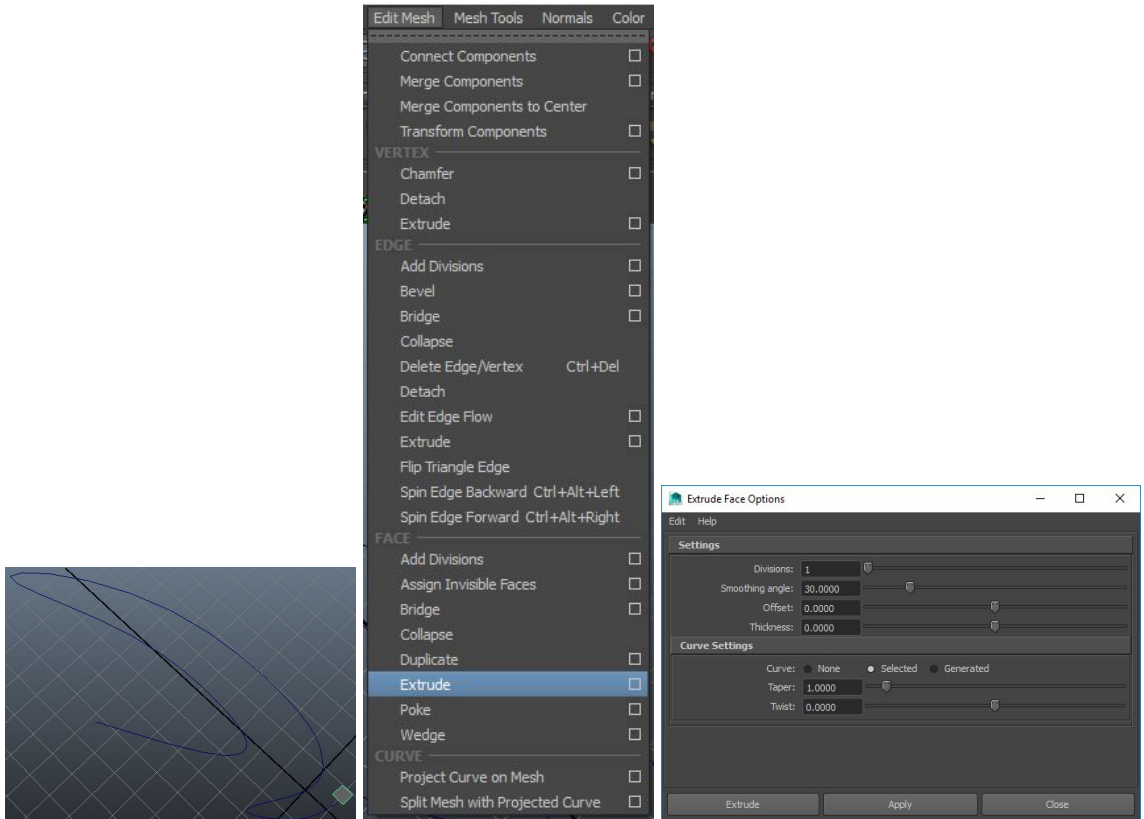 Edit Mesh Mesh Tools Normals Color
Connect Components
Merge Components
Merge Components to Center
Transform Components
VERTEX
Chamfer
Detach
Extrude
EDGE
Add Divisions
Bevel
Bridge
Collapse
Delete Edge/Vertex Ctrl+Del
Detach
Edit Edge Flow
Extrude
Flip Triangle Edge
Spin Edge Backward Ctrl+Alt+Left
Spin Edge Forward Ctrl+Alt+Right
FACE
Add Divisions
Assign Invisible Faces
Bridge
Collapse
Duplicate
Extrude
Poke
Wedge
CURVE
Project Curve on Mesh
Split Mesh with Projected Curve
Extrude Face Options
Edit Help
Settings
Divisions: 1
Smoothing angle: 30.0000
Offset: 0.0000
Thickness: 0.0000
Curve Settings
Curve: None Selected Generated
Taper: 1.0000
Twist: 0.0000
Extrude Apply Close